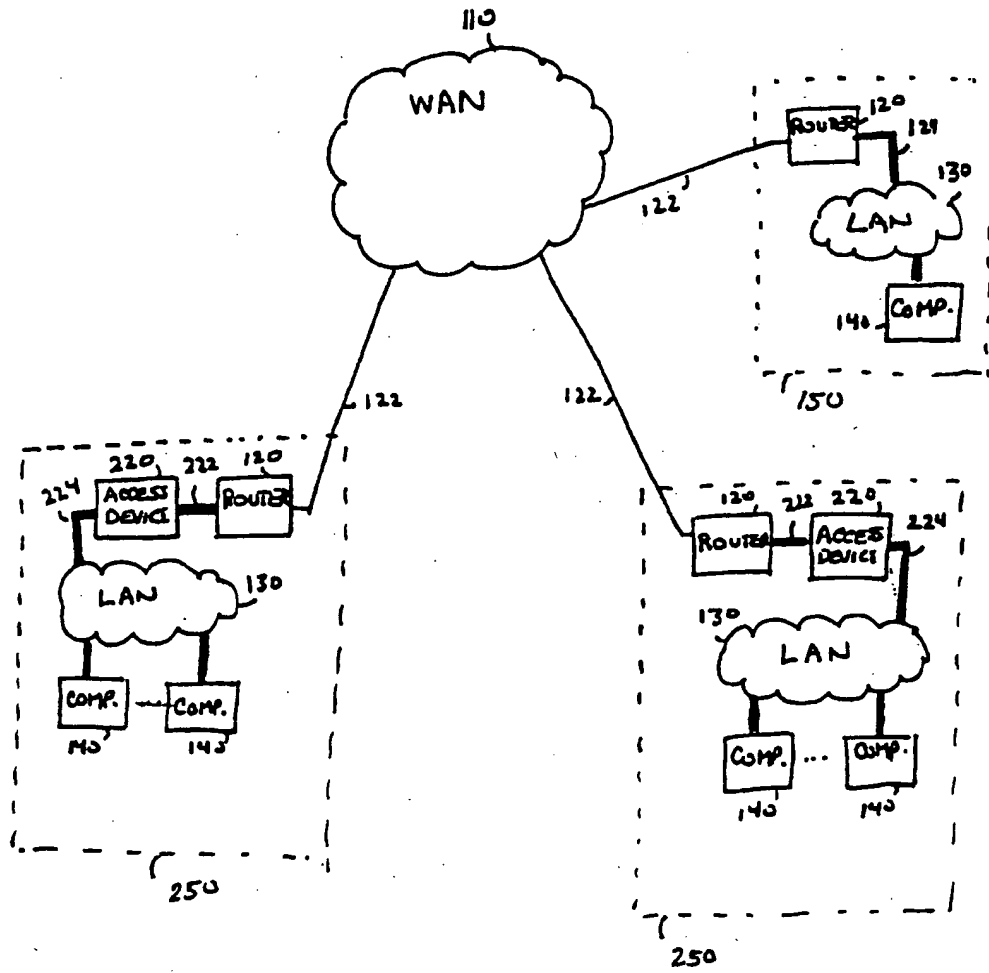 110
WAN
ROUTER
120
124
130
LAN
140
COMP.
122
150
122
122
220
222
120
224
ACCESS
DEVICE
ROUTER
LAN
130
COMP.
COMP.
140
140
250
120
222
220
224
ROUTER
ACCESS
DEVICE
130
LAN
COMP.
...
COMP.
140
140
250